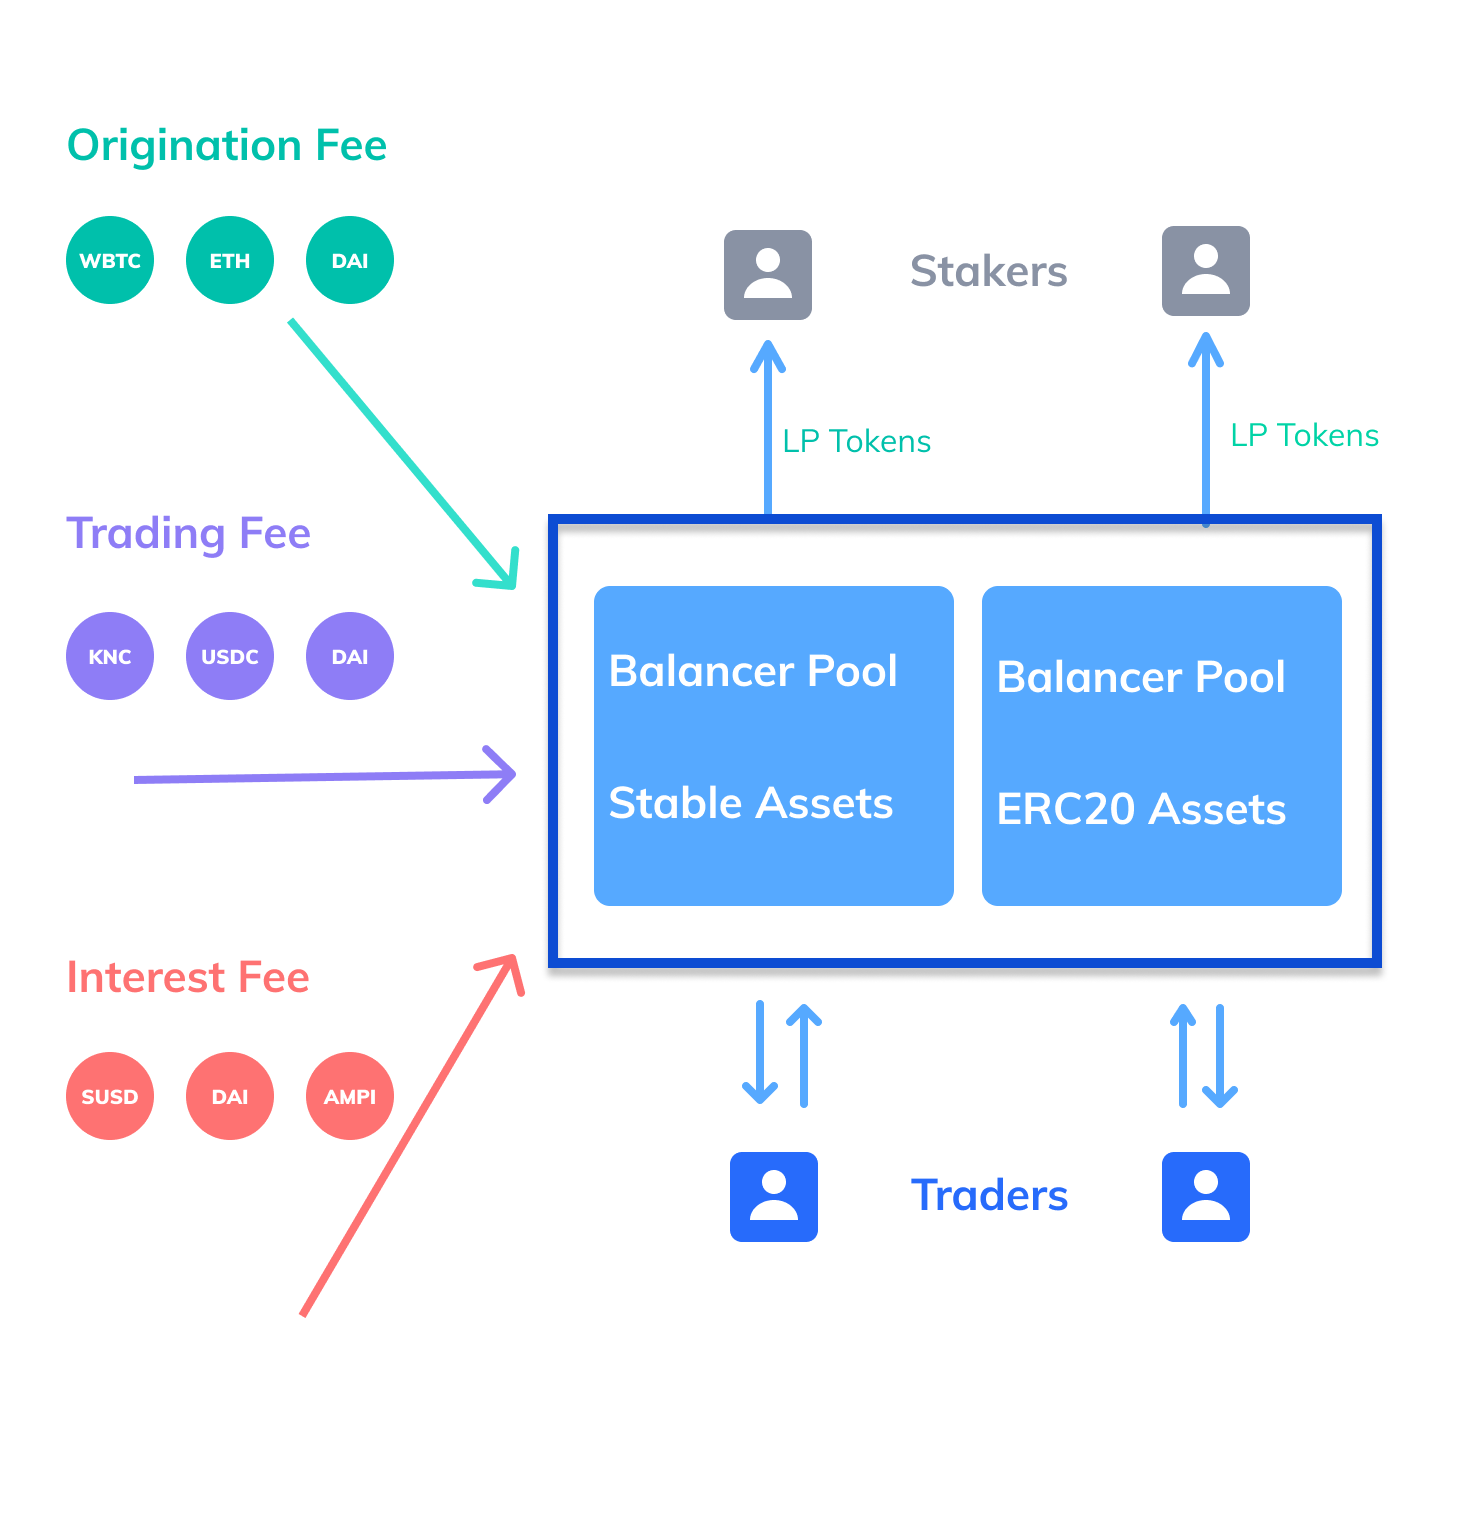 Origination Fee
WBTC ETH DAI
Stakers
LP Tokens
LP Tokens
Trading Fee
KNC USDC DAI
Balancer Pool
Stable Assets
Balancer Pool
ERC20 Assets
Interest Fee
SUSD DAI AMPI
Traders